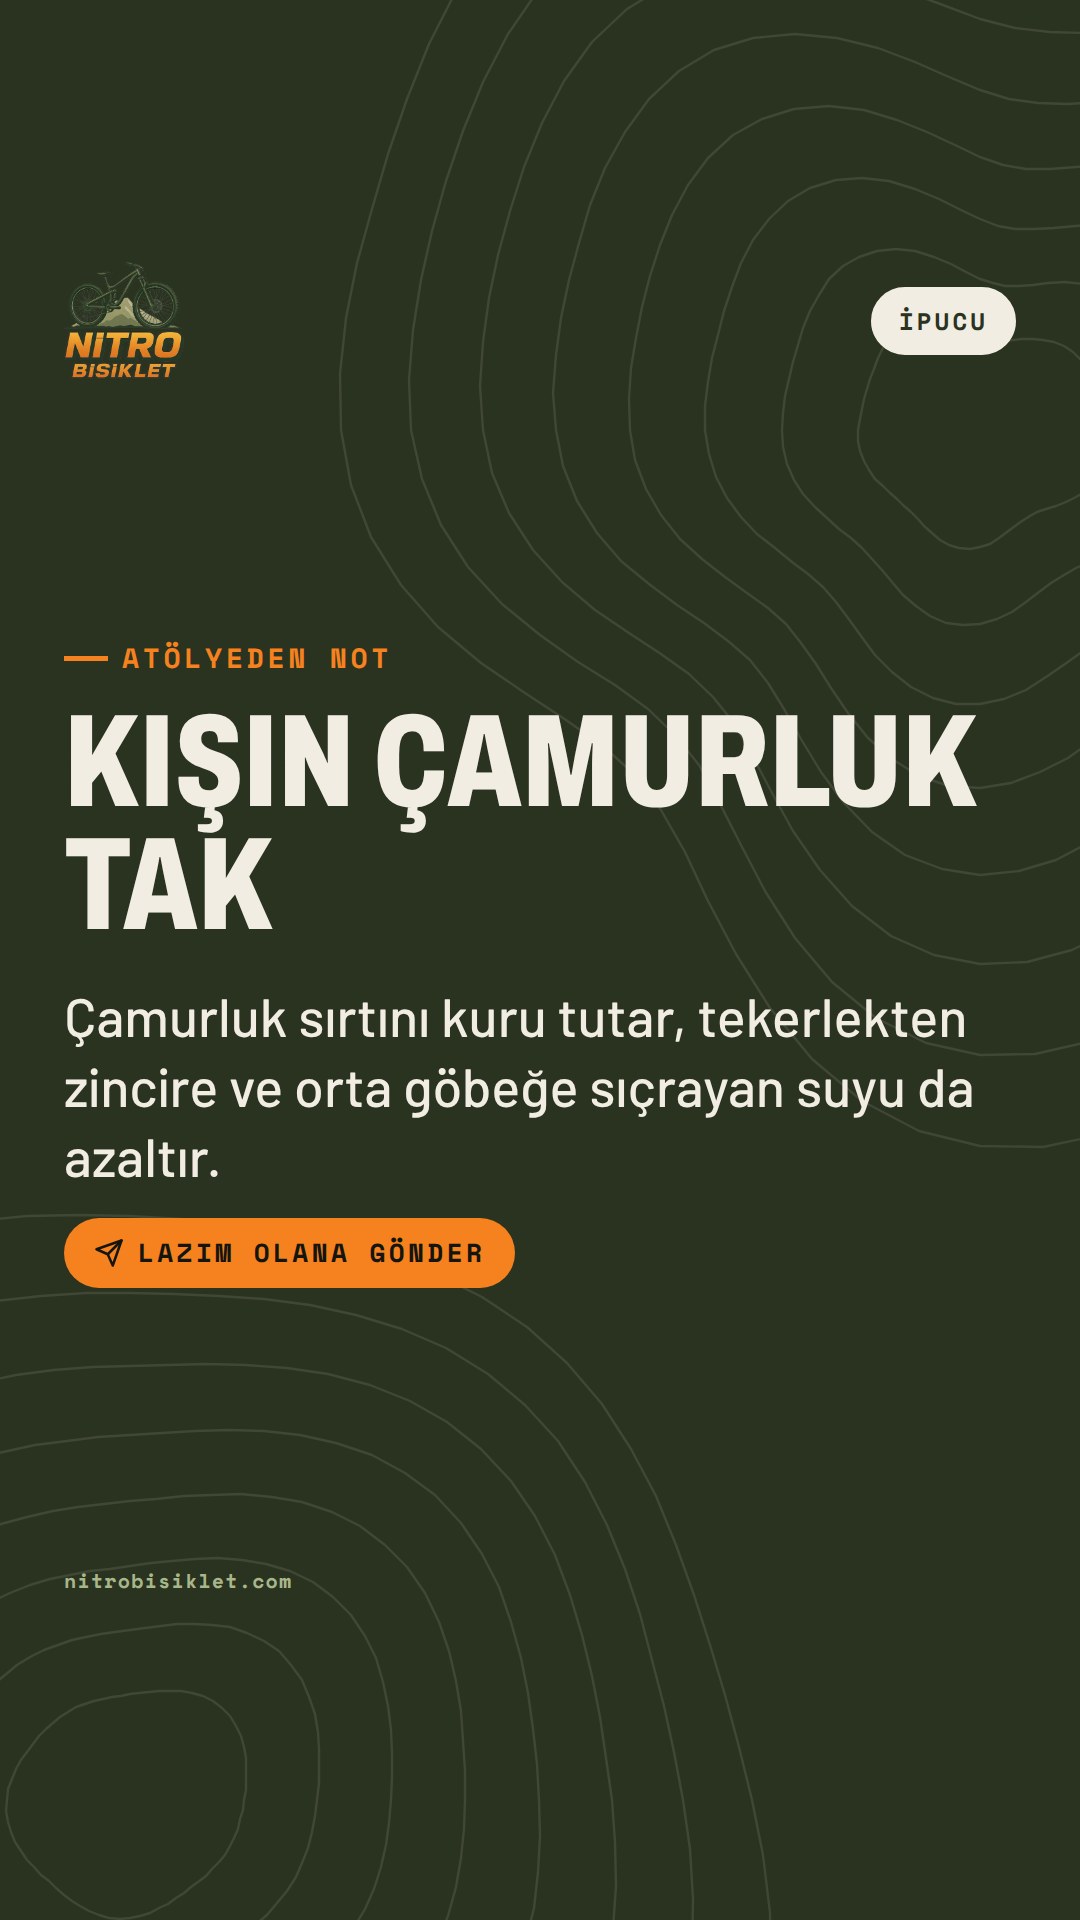 NiTRO
BiSiKLET
İPUCU
ATÖLYEDEN NOT
KIŞIN ÇAMURLUK
TAK
Çamurluk sırtını kuru tutar, tekerlekten
zincire ve orta göbeğe sıçrayan suyu da
azaltır.
LAZIM OLANA GÖNDER
nitrobisiklet.com